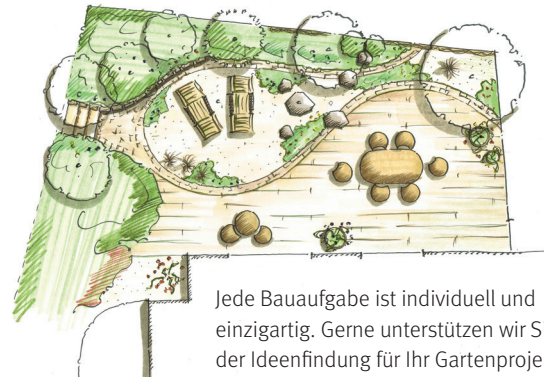 Jede Bauaufgabe ist individuell und
einzigartig. Gerne unterstützen wir S
der Ideenfindung für Ihr Gartenproje